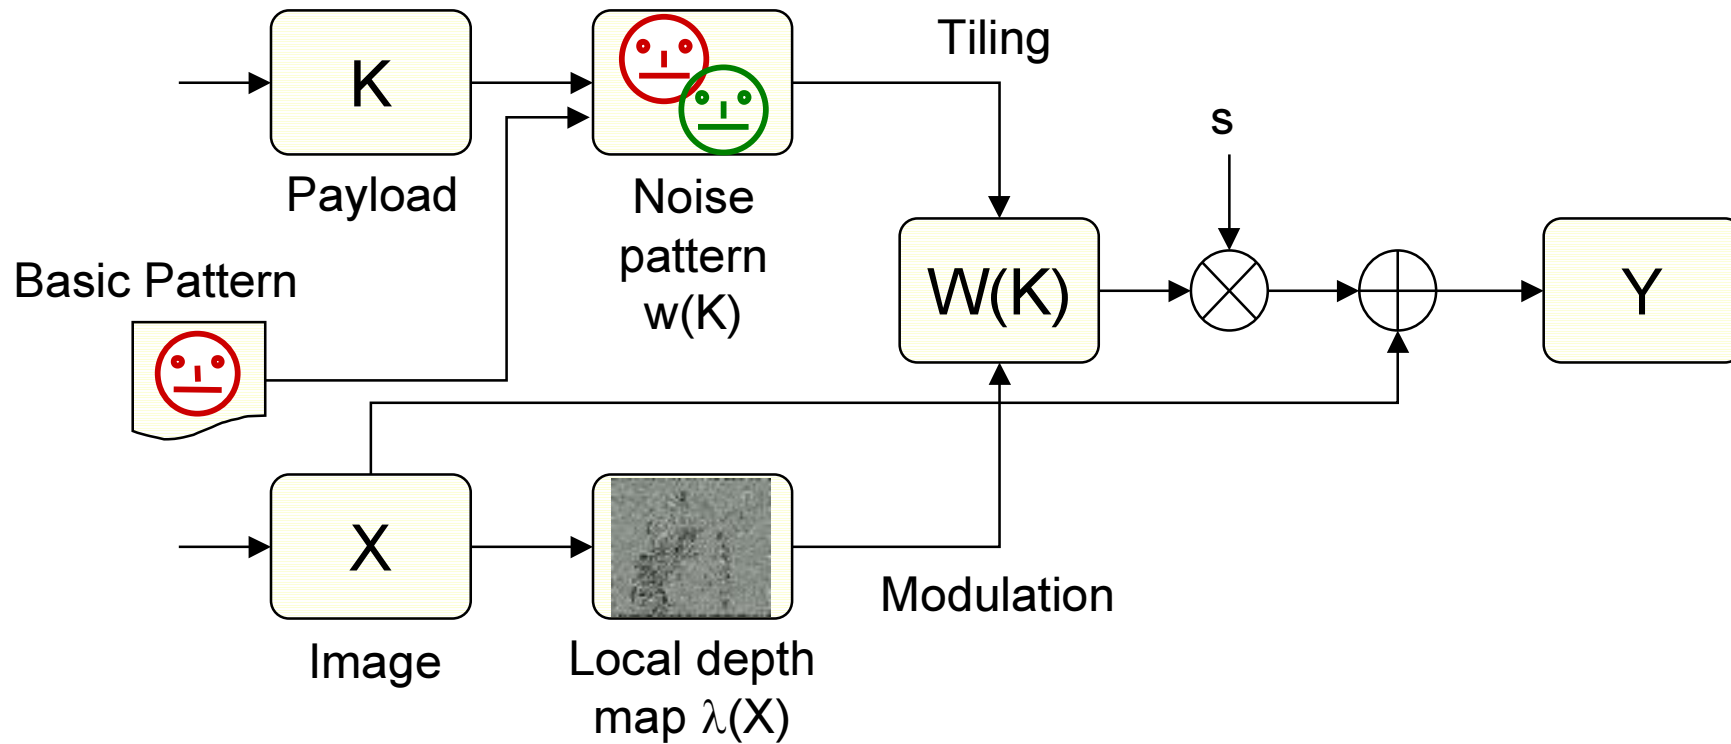 Tiling
K
s
Payload
Noise
pattern
w(K)
Basic Pattern
W(K)
Y
X
Modulation
Image
Local depth
map λ(X)